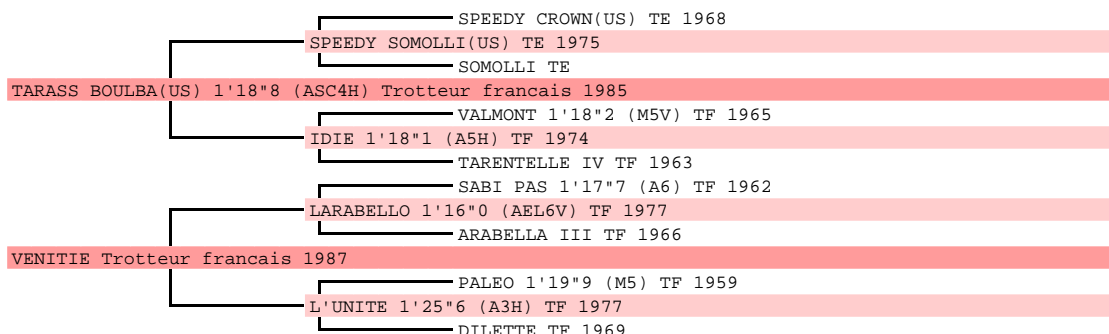 SPEEDY CROWN(US) TE 1968
SPEEDY SOMOLLI(US) TE 1975
SOMOLLI TE
TARASS BOULBA(US) 1'18"8 (ASC4H) Trotteur francais 1985
VALMONT 1'18"2 (M5V) TF 1965
IDIE 1'18"1 (A5H) TF 1974
TARENTELLE IV TF 1963
SABI PAS 1'17"7 (A6) TF 1962
LARABELLO 1'16"0 (AEL6V) TF 1977
ARABELLA III TF 1966
VENITIE Trotteur francais 1987
PALEO 1'19"9 (M5) TF 1959
L'UNITE 1'25"6 (A3H) TF 1977
DILETTE TF 1969